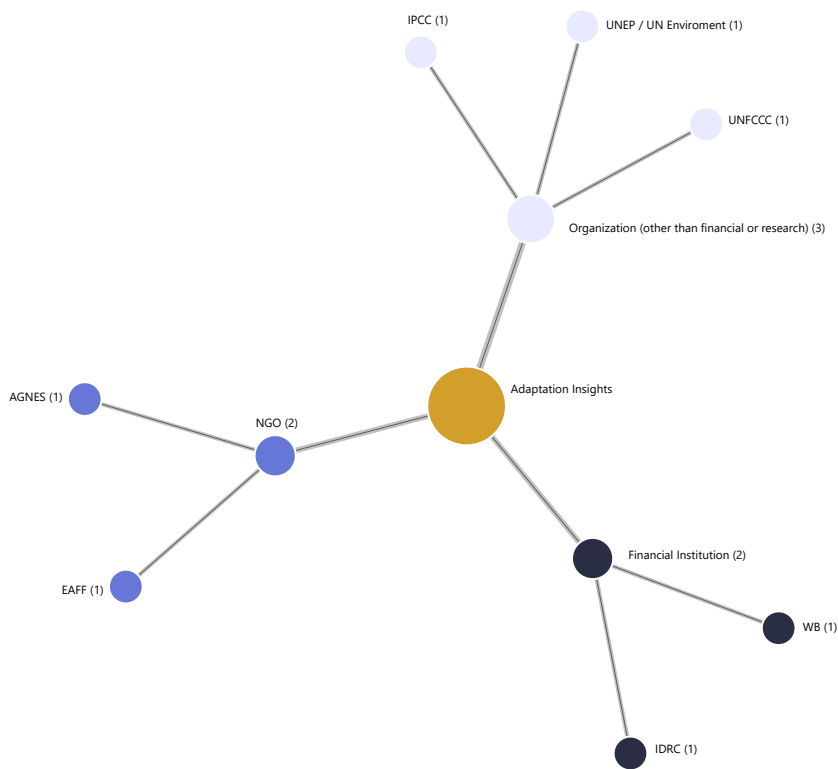 IPCC (1)
UNEP / UN Enviroment (1)
UNFCCC (1)
Organization (other than financial or research) (3)
Adaptation Insights
AGNES (1)
NGO (2)
EAFF (1)
Financial Institution (2)
WB (1)
IDRC (1)